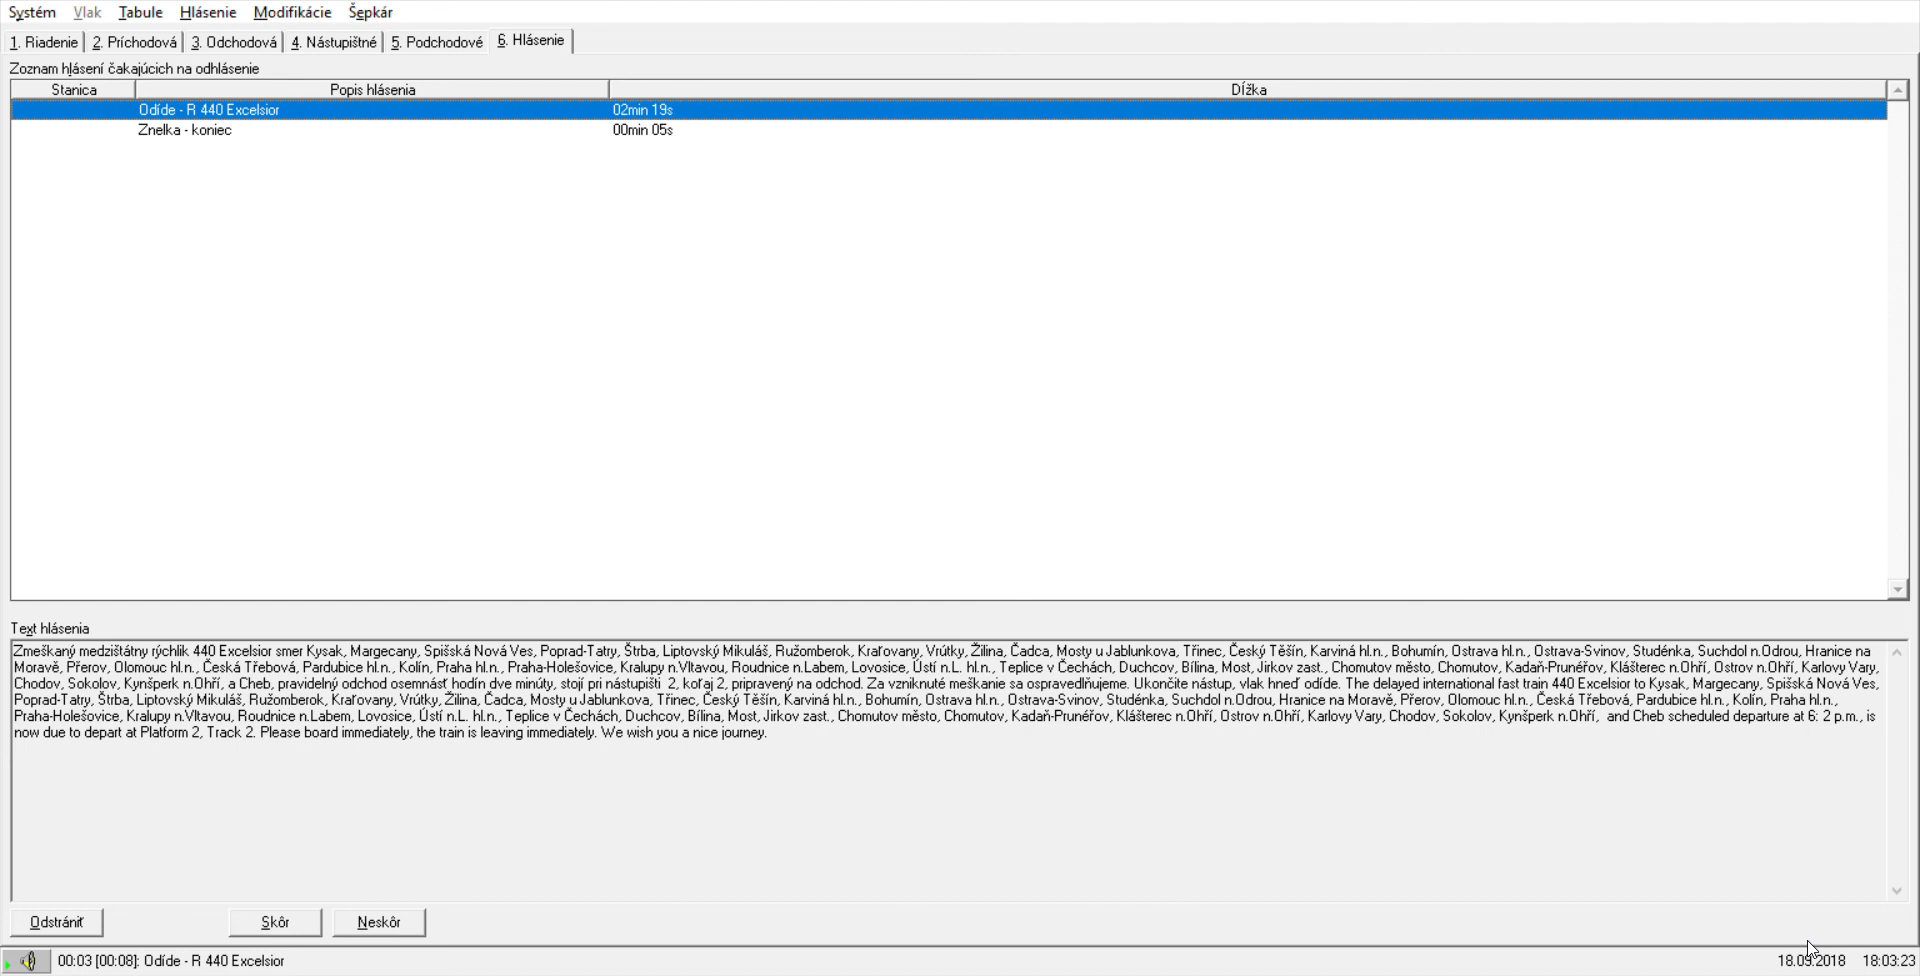 Systém Vlak Tabule Hlásenie Modifikácie Šepkár
1. Riadenie 2. Príchodová 3. Odchodová 4. Nástupištné 5. Podchodové 6. Hlásenie
Zoznam hlásení čakajúcich na odhlásenie
Stanica Popis hlásenia Dĺžka
Odíde - R 440 Excelsior 02min 19s
Znelka - koniec 00min 05s
Text hlásenia
Zmeškaný medzištátny rýchlik 440 Excelsior smer Kysak, Margecany, Spišská Nová Ves, Poprad-Tatry, Štrba, Liptovský Mikuláš, Ružomberok, Kraľovany, Vrútky, Žilina, Čadca, Mosty u Jablunkova, Třinec, Český Těšín, Karviná hl.n., Bohumín, Ostrava hl.n., Ostrava-Svinov, Studénka, Suchdol n.Odrou, Hranice na
Moravě, Přerov, Olomouc hl.n., Česká Třebová, Pardubice hl.n., Kolín, Praha hl.n., Praha-Holešovice, Kralupy n.Vltavou, Roudnice n.Labem, Lovosice, Ústí n.L. hl.n., Teplice v Čechách, Duchcov, Bílina, Most, Jirkov zast., Chomutov město, Chomutov, Kadaň-Prunéřov, Klášterec n.Ohří, Ostrov n.Ohří, Karlovy Vary,
Chodov, Sokolov, Kynšperk n.Ohří, a Cheb, pravidelný odchod osemnásť hodín dve minúty, stojí pri nástupišti 2, koľaj 2, pripravený na odchod. Za vzniknuté meškanie sa ospravedlňujeme. Ukončite nástup, vlak hneď odíde. The delayed international fast train 440 Excelsior to Kysak, Margecany, Spišská Nová Ves,
Poprad-Tatry, Štrba, Liptovský Mikuláš, Ružomberok, Kraľovany, Vrútky, Žilina, Čadca, Mosty u Jablunkova, Třinec, Český Těšín, Karviná hl.n., Bohumín, Ostrava hl.n., Ostrava-Svinov, Studénka, Suchdol n.Odrou, Hranice na Moravě, Přerov, Olomouc hl.n., Česká Třebová, Pardubice hl.n., Kolín, Praha hl.n.,
Praha-Holešovice, Kralupy n.Vltavou, Roudnice n.Labem, Lovosice, Ústí n.L. hl.n., Teplice v Čechách, Duchcov, Bílina, Most, Jirkov zast., Chomutov město, Chomutov, Kadaň-Prunéřov, Klášterec n.Ohří, Ostrov n.Ohří, Karlovy Vary, Chodov, Sokolov, Kynšperk n.Ohří, and Cheb scheduled departure at 6: 2 p.m., is
now due to depart at Platform 2, Track 2. Please board immediately, the train is leaving immediately. We wish you a nice journey.
Odstrániť Skôr Neskôr
00:03 [00:08]: Odíde - R 440 Excelsior 18.09.2018 18:03:23